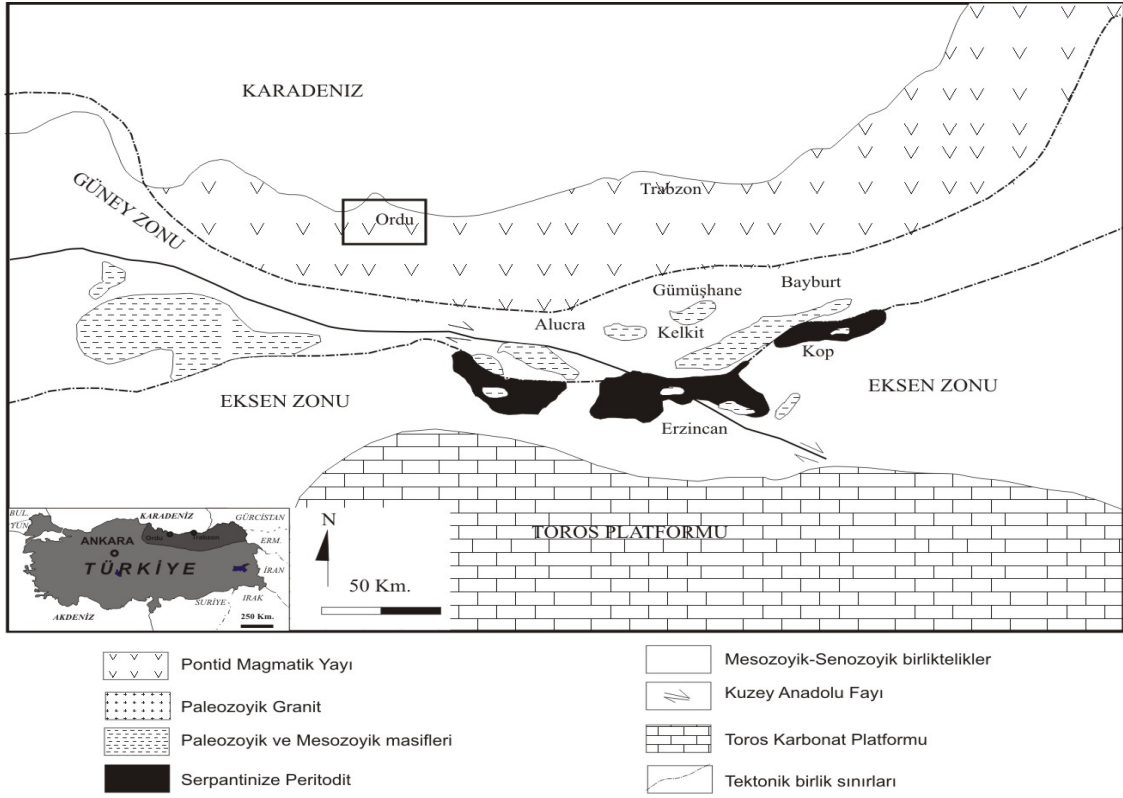 KARADENIZ
GÜNEY ZONU
Trabzon
Ordu
Bayburt
Gümüşhane
Alucra
Kelkit
Kop
EKSEN ZONU
EKSEN ZONU
Erzincan
TOROS PLATFORMU
N
50 Km.
BUL.
YUN.
KARADENİZ
GÜRCİSTAN
Ordu
Trabzon
ERM.
ANKARA
TÜRKİYE
İRAN
SURİYE
IRAK
AKDENİZ
250 Km.
Pontid Magmatik Yayı
Paleozoyik Granit
Paleozoyik ve Mesozoyik masifleri
Serpantinize Peritodit
Mesozoyik-Senozoyik birliktelikler
Kuzey Anadolu Fayı
Toros Karbonat Platformu
Tektonik birlik sınırları